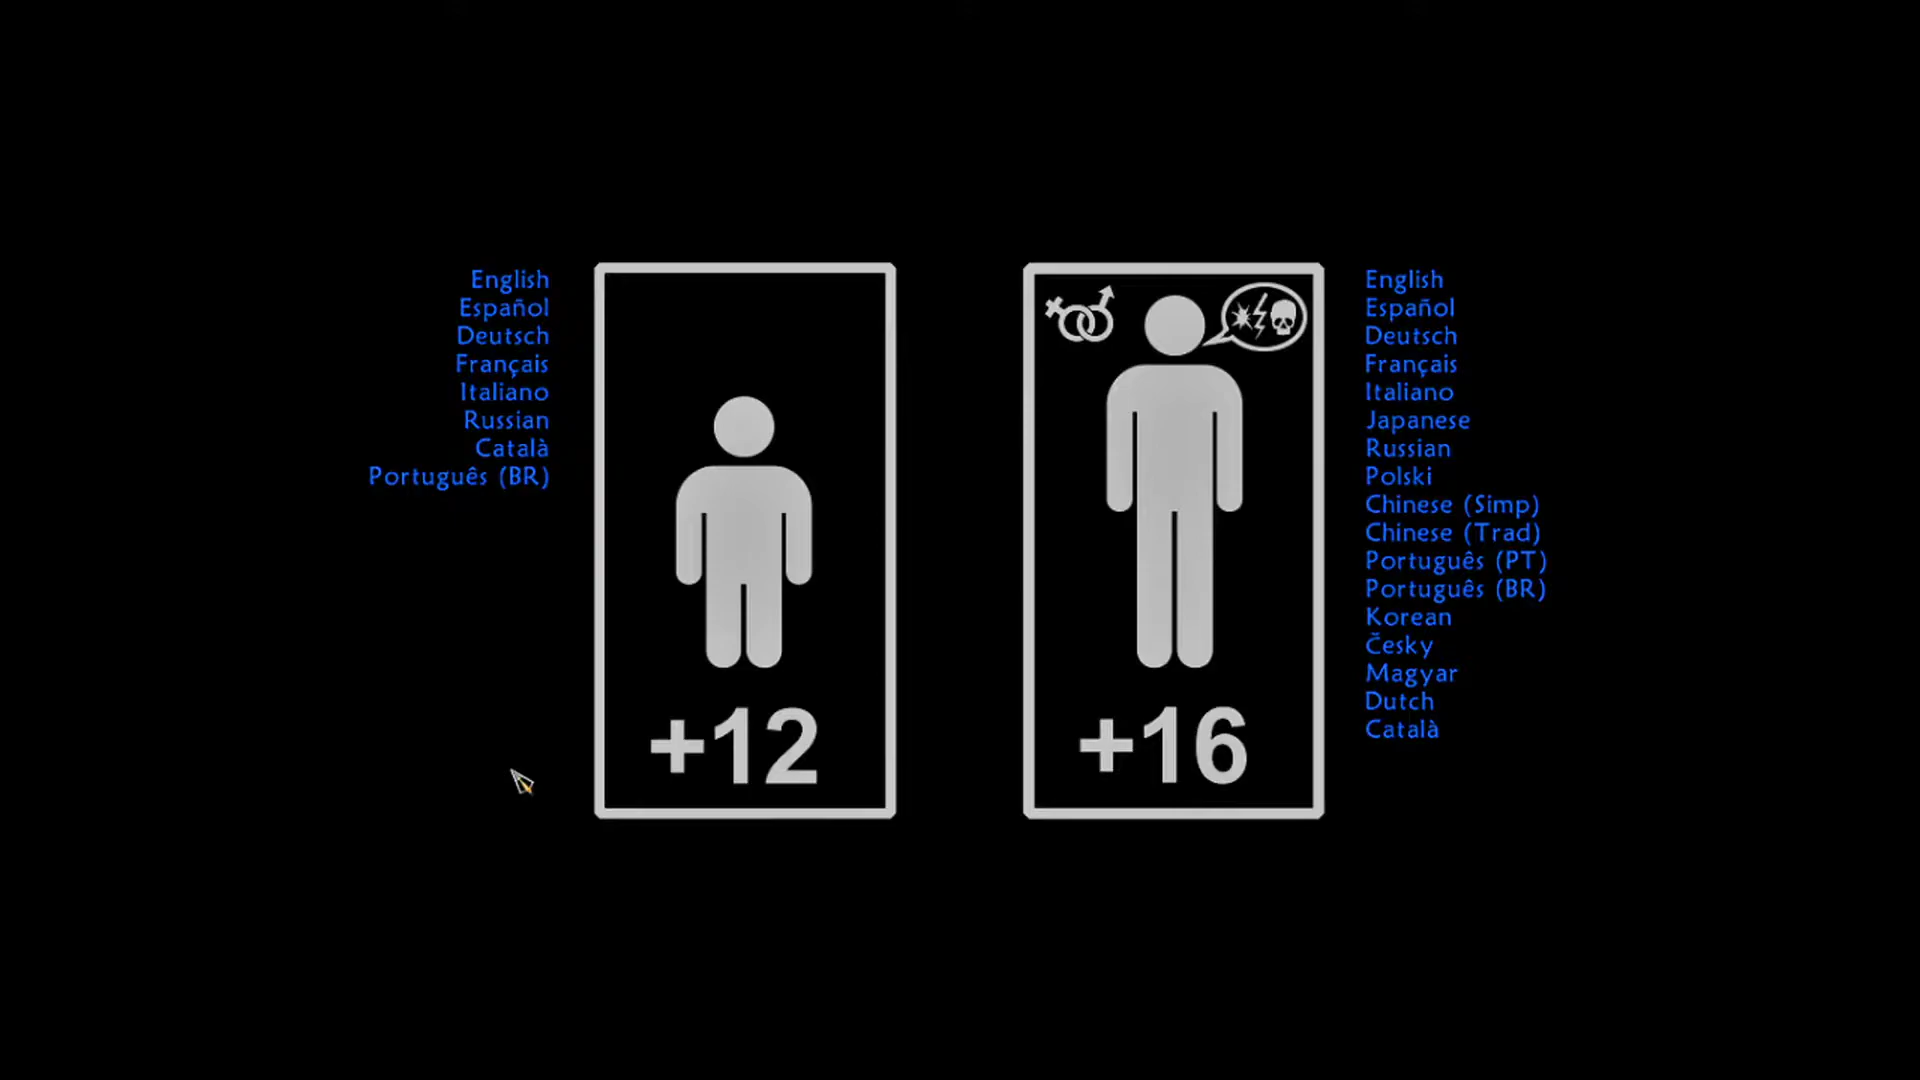 English
Español
Deutsch
Français
Italiano
Russian
Català
Português (BR)
+12
+16
English
Español
Deutsch
Français
Italiano
Japanese
Russian
Polski
Chinese (Simp)
Chinese (Trad)
Português (PT)
Português (BR)
Korean
Česky
Magyar
Dutch
Català